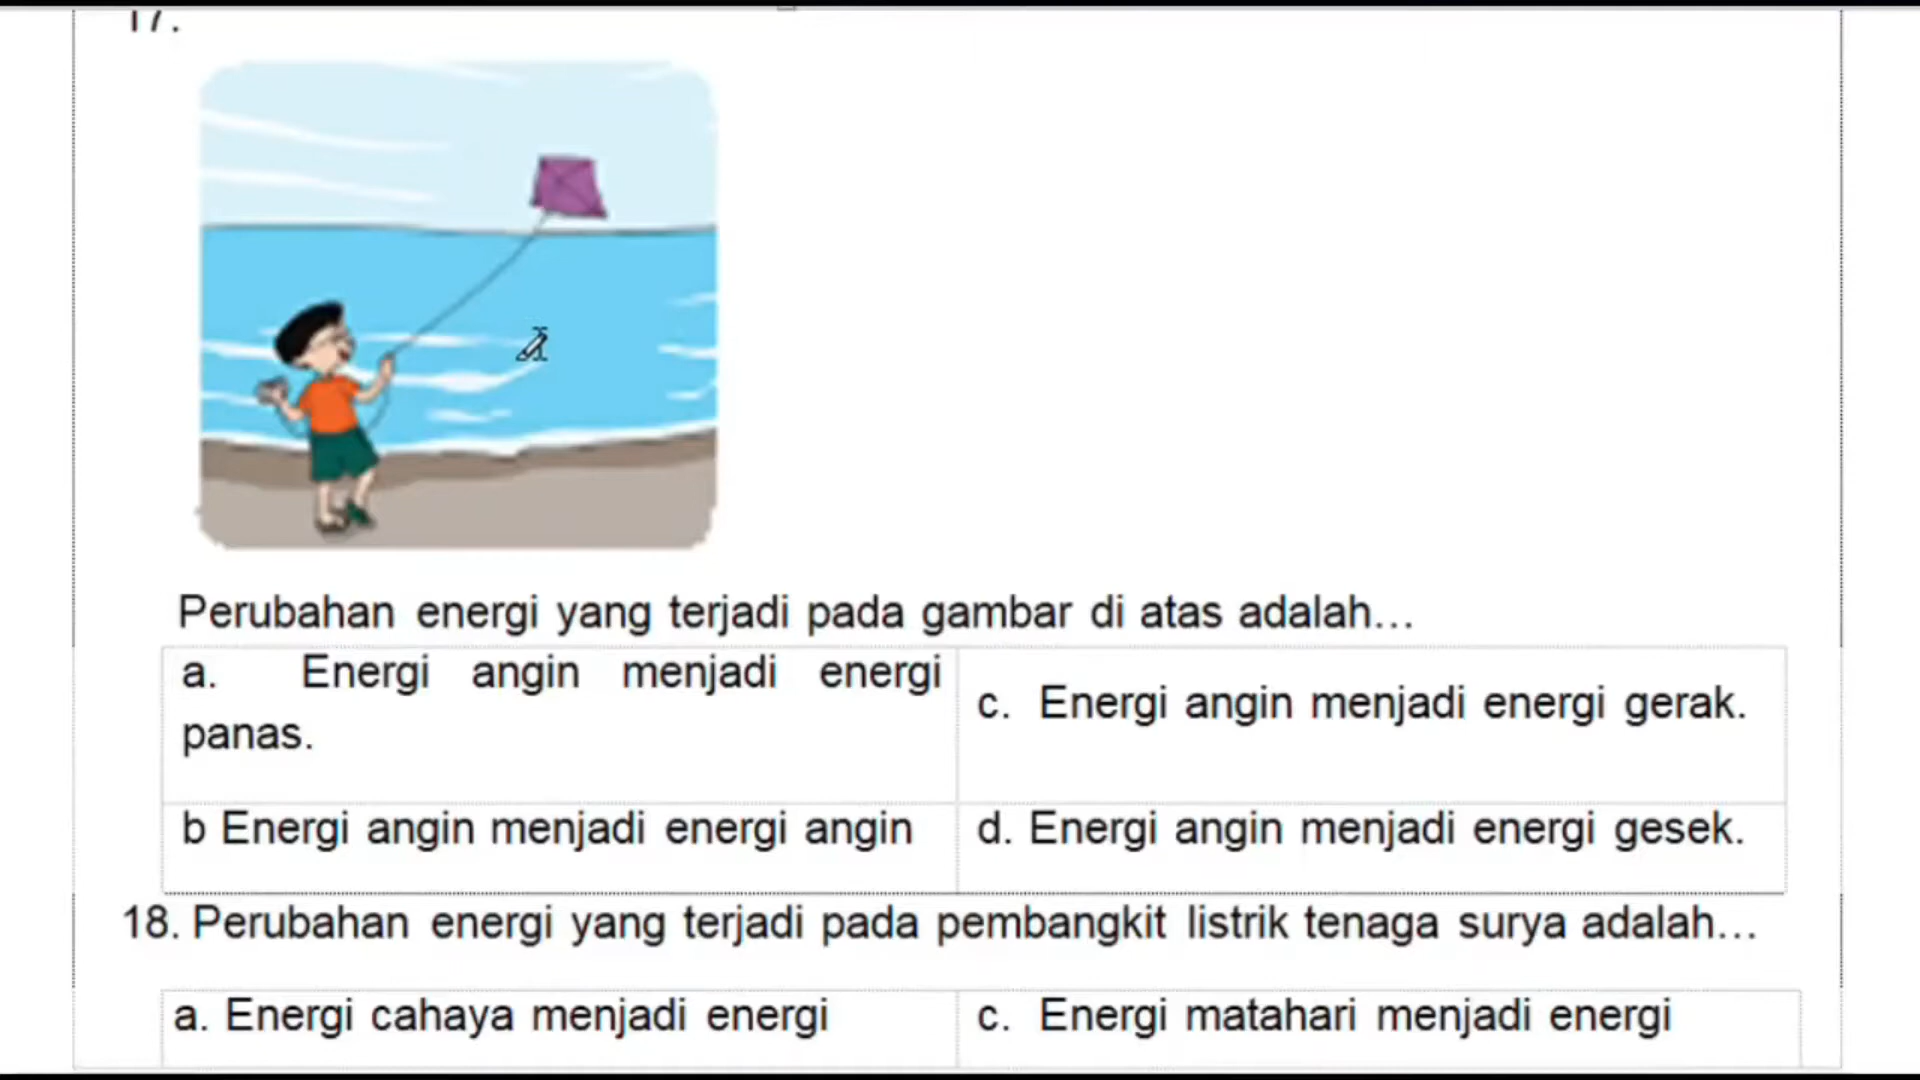 17.
Perubahan energi yang terjadi pada gambar di atas adalah...
a. Energi angin menjadi energi
panas.
c. Energi angin menjadi energi gerak.
b Energi angin menjadi energi angin
d. Energi angin menjadi energi gesek.
18. Perubahan energi yang terjadi pada pembangkit listrik tenaga surya adalah...
a. Energi cahaya menjadi energi
c. Energi matahari menjadi energi